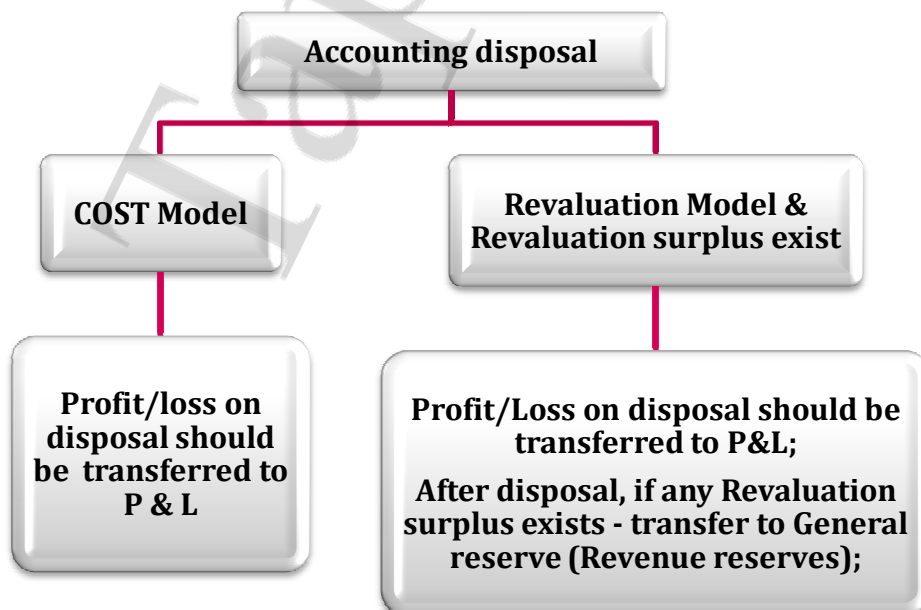 Accounting disposal
COST Model
Revaluation Model &
Revaluation surplus exist
Profit/loss on
disposal should
be transferred to
P & L
Profit/Loss on disposal should be
transferred to P&L;
After disposal, if any Revaluation
surplus exists - transfer to General
reserve (Revenue reserves);